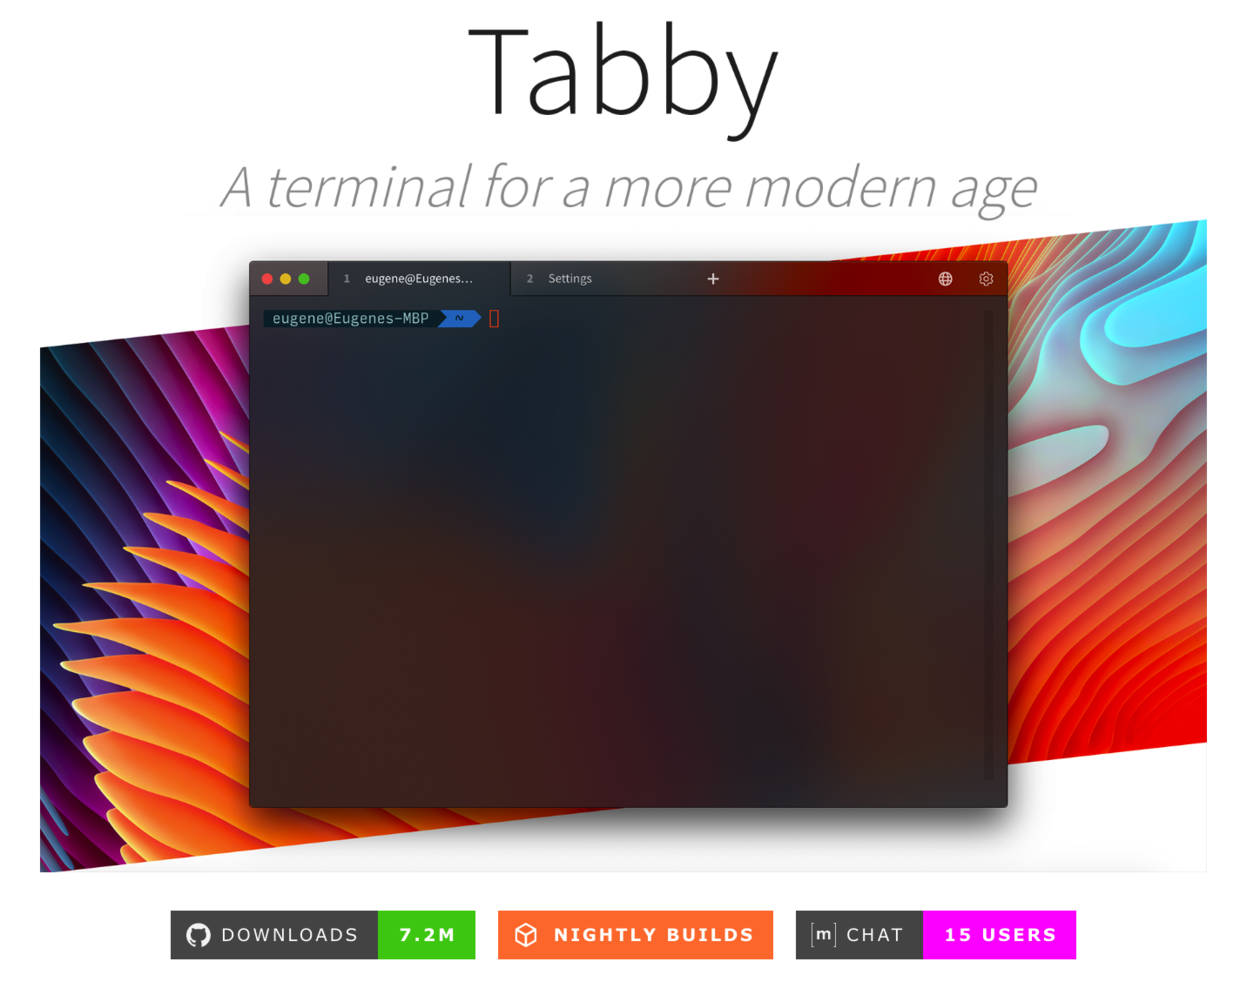 Tabby
A terminal for a more modern age
1 eugene@Eugenes... 2 Settings +
eugene@Eugenes-MBP ~
DOWNLOADS 7.2M NIGHTLY BUILDS [m] CHAT 15 USERS